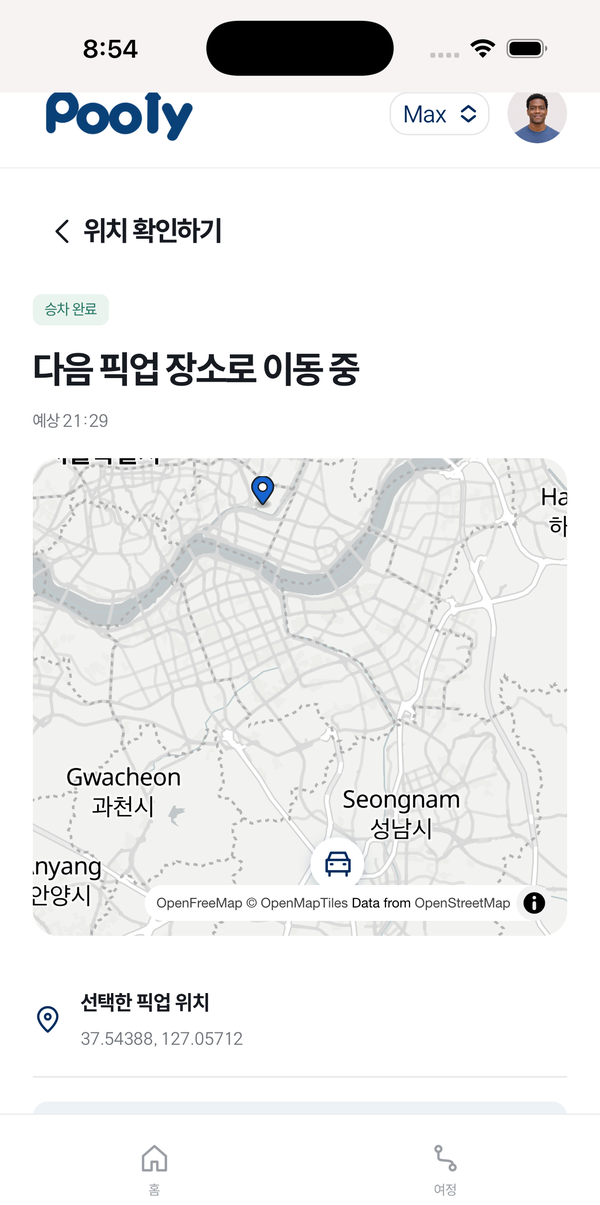 8:54
Pooly
Max
위치 확인하기
승차 완료
다음 픽업 장소로 이동 중
예상 21:29
Ha
하
Gwacheon
과천시
Seongnam
성남시
nyang
안양시
OpenFreeMap © OpenMapTiles Data from OpenStreetMap
선택한 픽업 위치
37.54388, 127.05712
홈
여정